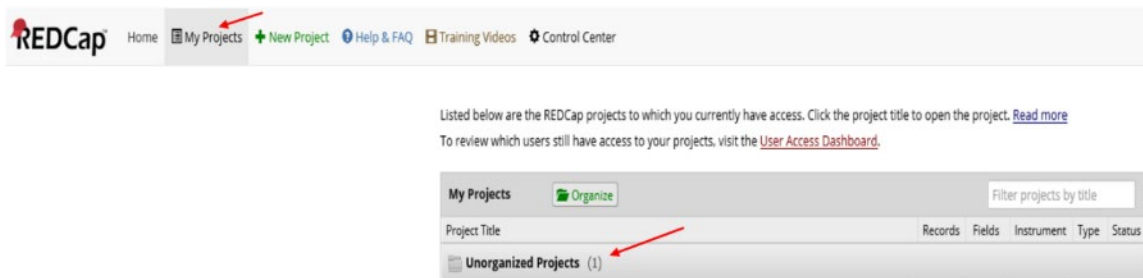 REDCap Home My Projects New Project Help & FAQ Training Videos Control Center
Listed below are the REDCap projects to which you currently have access. Click the project title to open the project. Read more
To review which users still have access to your projects, visit the User Access Dashboard.
My Projects Organize Filter projects by title
Project Title Records Fields Instrument Type Status
Unorganized Projects (1)